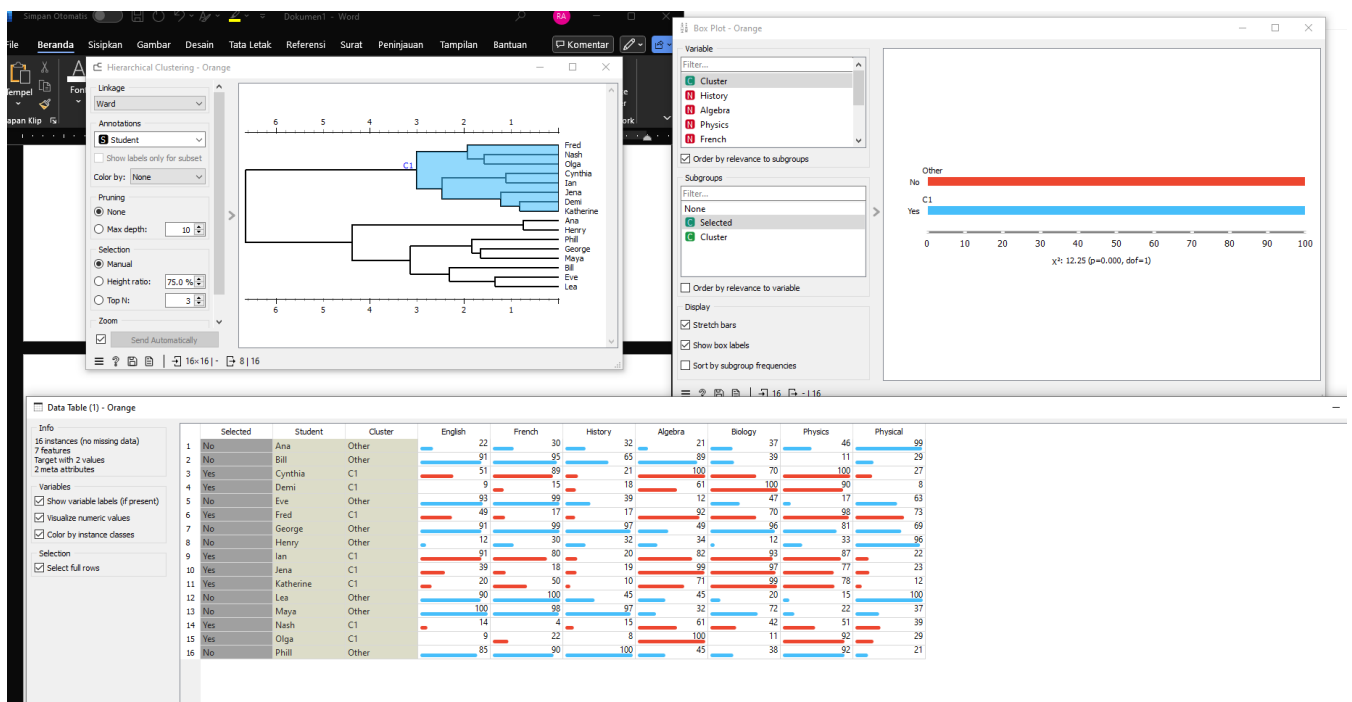 Simpan Otomatis
Dokumen1 - Word
RA
File Beranda Sisipkan Gambar Desain Tata Letak Referensi Surat Peninjauan Tampilan Bantuan Komentar
Hierarchical Clustering - Orange
Linkage
Ward
Annotations
S Student
Show labels only for subset
Color by: None
Pruning
None
Max depth: 10
Selection
Manual
Height ratio: 75.0 %
Top N: 3
Zoom
Send Automatically
16×16 | - 8 | 16
6 5 4 3 2 1
C1
Fred
Nash
Olga
Cynthia
Ian
Jena
Demi
Katherine
Ana
Henry
Phill
George
Maya
Bill
Eve
Lea
6 5 4 3 2 1
Box Plot - Orange
Variable
Filter...
C Cluster
N History
N Algebra
N Physics
N French
Order by relevance to subgroups
Subgroups
Filter...
None
C Selected
C Cluster
Order by relevance to variable
Display
Stretch bars
Show box labels
Sort by subgroup frequencies
16 - | 16
Other
No
C1
Yes
0 10 20 30 40 50 60 70 80 90 100
χ²: 12.25 (p=0.000, dof=1)
Data Table (1) - Orange
Info
16 instances (no missing data)
7 features
Target with 2 values
2 meta attributes
Variables
Show variable labels (if present)
Visualize numeric values
Color by instance classes
Selection
Select full rows
Selected Student Cluster English French History Algebra Biology Physics Physical
1 No Ana Other 22 30 32 21 37 46 99
2 No Bill Other 91 95 65 89 39 11 29
3 Yes Cynthia C1 51 89 21 100 70 100 27
4 Yes Demi C1 9 15 18 61 100 90 8
5 No Eve Other 93 99 39 12 47 17 63
6 Yes Fred C1 49 17 17 92 70 98 73
7 No George Other 91 99 97 49 96 81 69
8 No Henry Other 12 30 32 34 12 33 96
9 Yes Ian C1 91 80 20 82 93 87 22
10 Yes Jena C1 39 18 19 99 97 77 23
11 Yes Katherine C1 20 50 10 71 99 78 12
12 No Lea Other 90 100 45 45 20 15 100
13 No Maya Other 100 98 97 32 72 22 37
14 Yes Nash C1 14 4 15 61 42 51 39
15 Yes Olga C1 9 22 8 100 11 92 29
16 No Phill Other 85 90 100 45 38 92 21